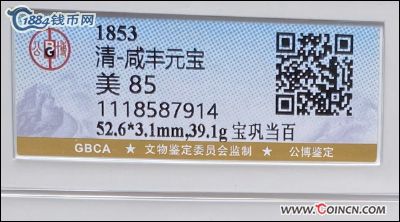 1884钱币网
1853
公博
清-咸丰元宝
美 85
1118587914
52.6*3.1mm,39.1g 宝巩当百
GBCA ★ 文物鉴定委员会监制 ★ 公博鉴定
www.COINCN.com